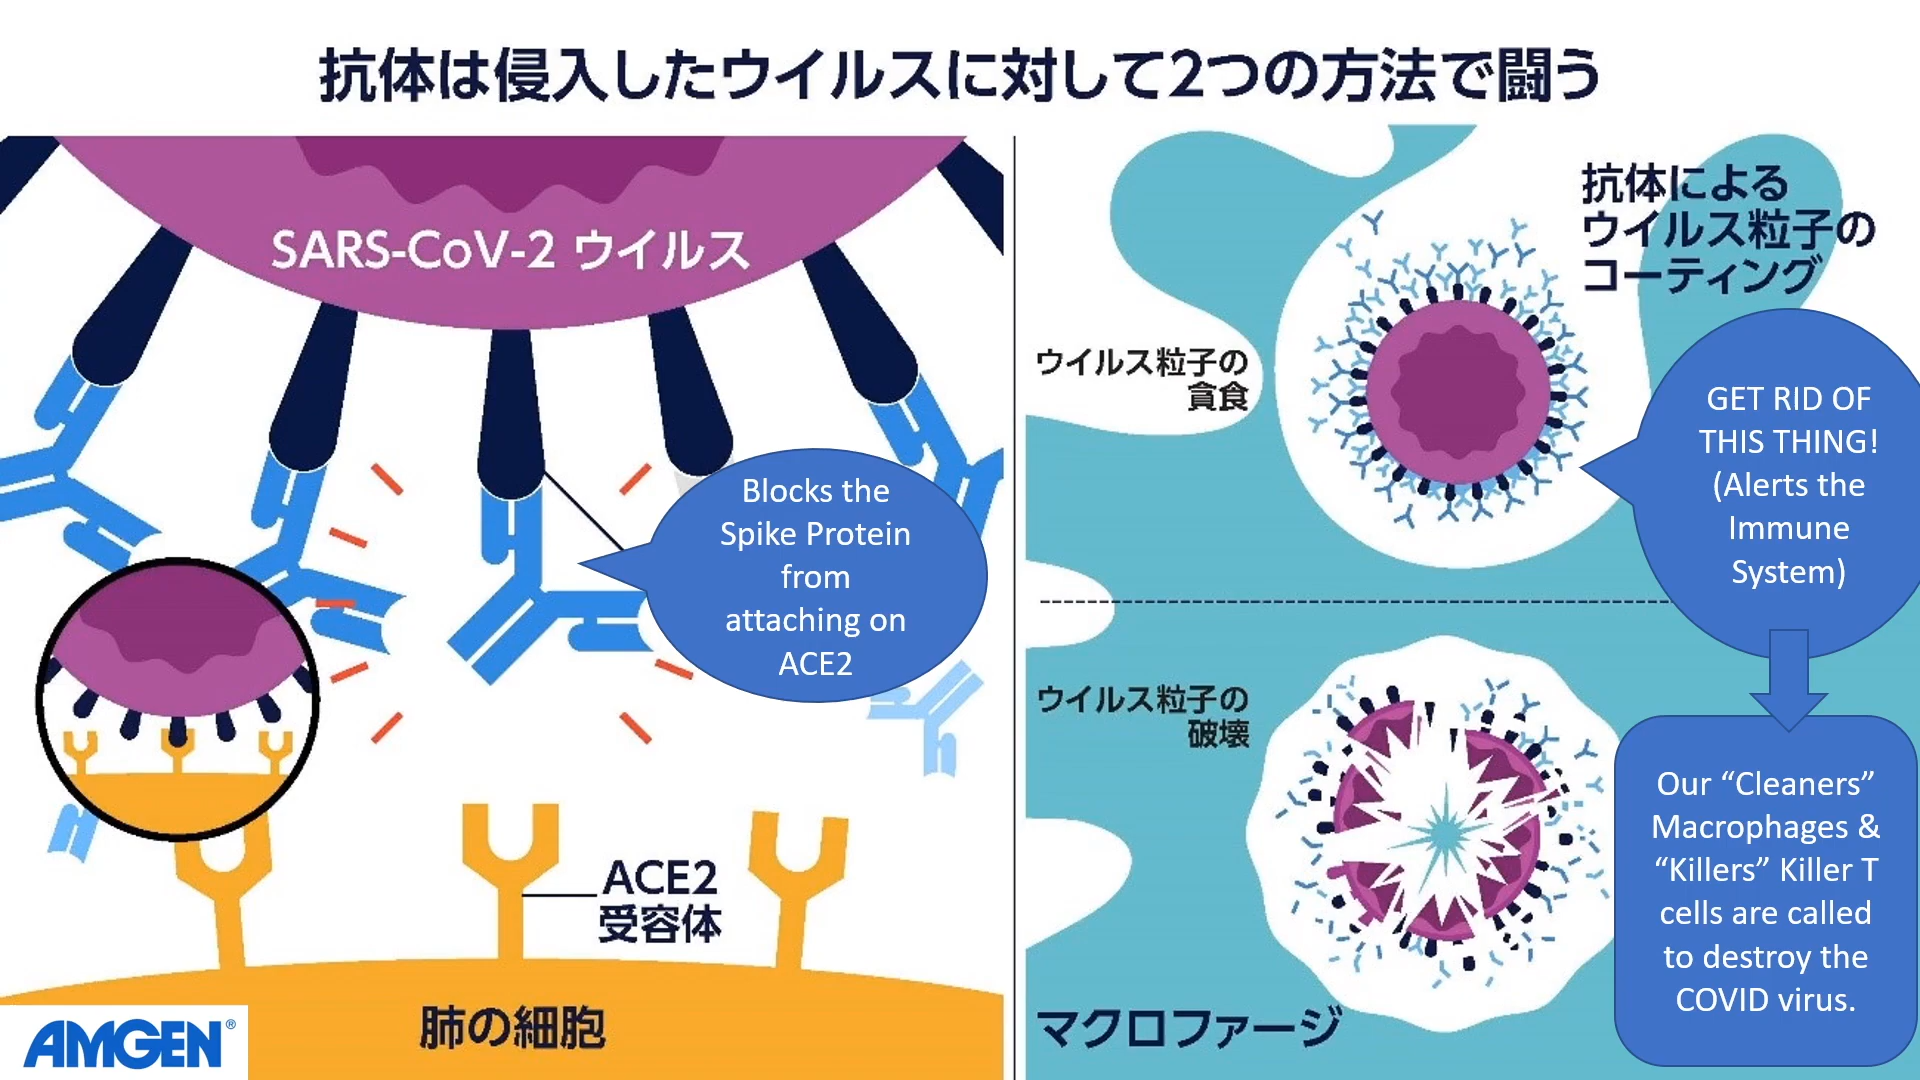 抗体は侵入したウイルスに対して2つの方法で闘う
SARS-CoV-2 ウイルス
Blocks the
Spike Protein
from
attaching on
ACE2
ACE2
受容体
肺の細胞
AMGEN®
抗体による
ウイルス粒子の
コーティング
ウイルス粒子の
貪食
GET RID OF
THIS THING!
(Alerts the
Immune
System)
ウイルス粒子の
破壊
Our “Cleaners”
Macrophages &
“Killers” Killer T
cells are called
to destroy the
COVID virus.
マクロファージ